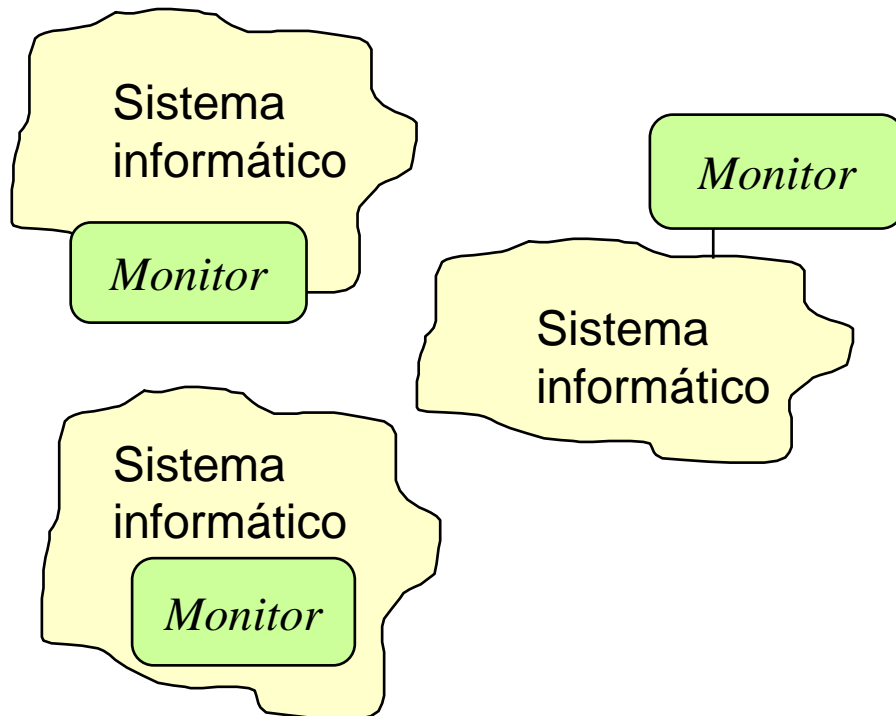 Sistema
informático
Monitor
Monitor
Sistema
informático
Sistema
informático
Monitor